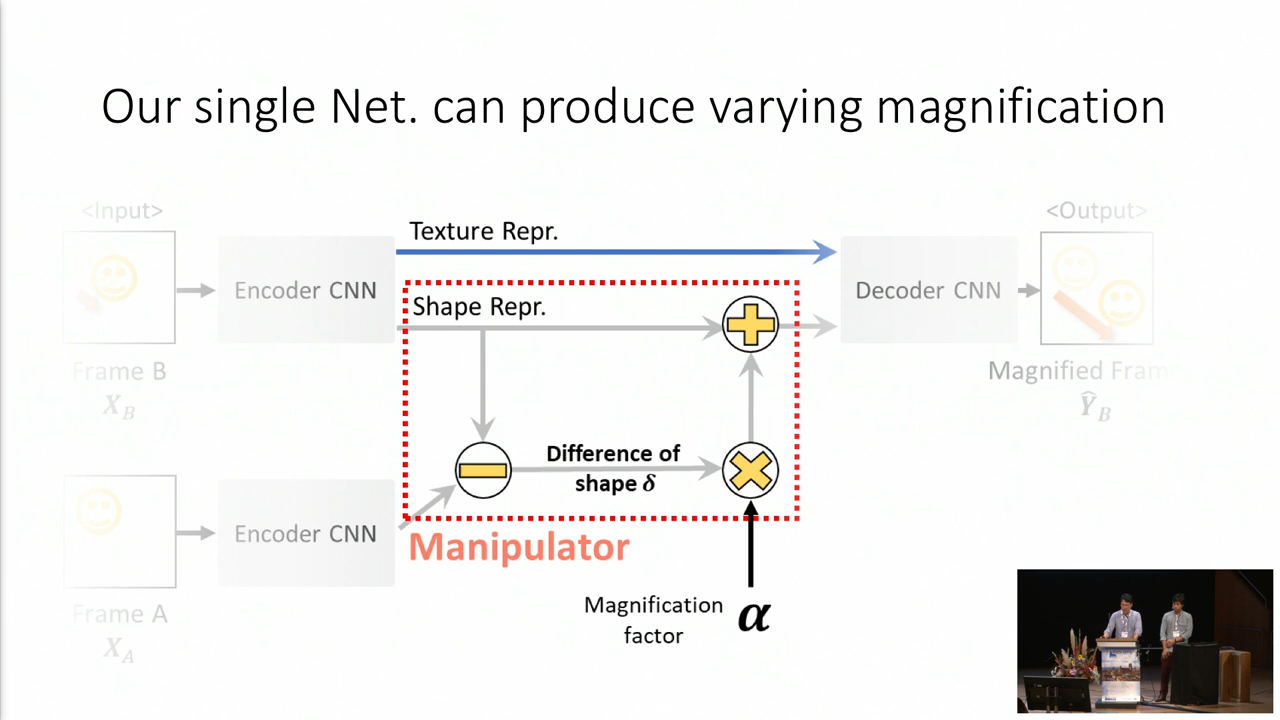 Our single Net. can produce varying magnification
<Input>
Texture Repr.
<Output>
Encoder CNN
Shape Repr.
Decoder CNN
Frame B
X_B
Magnified Frame
Ŷ_B
Difference of
shape δ
Encoder CNN
Manipulator
Frame A
X_A
Magnification
factor
α